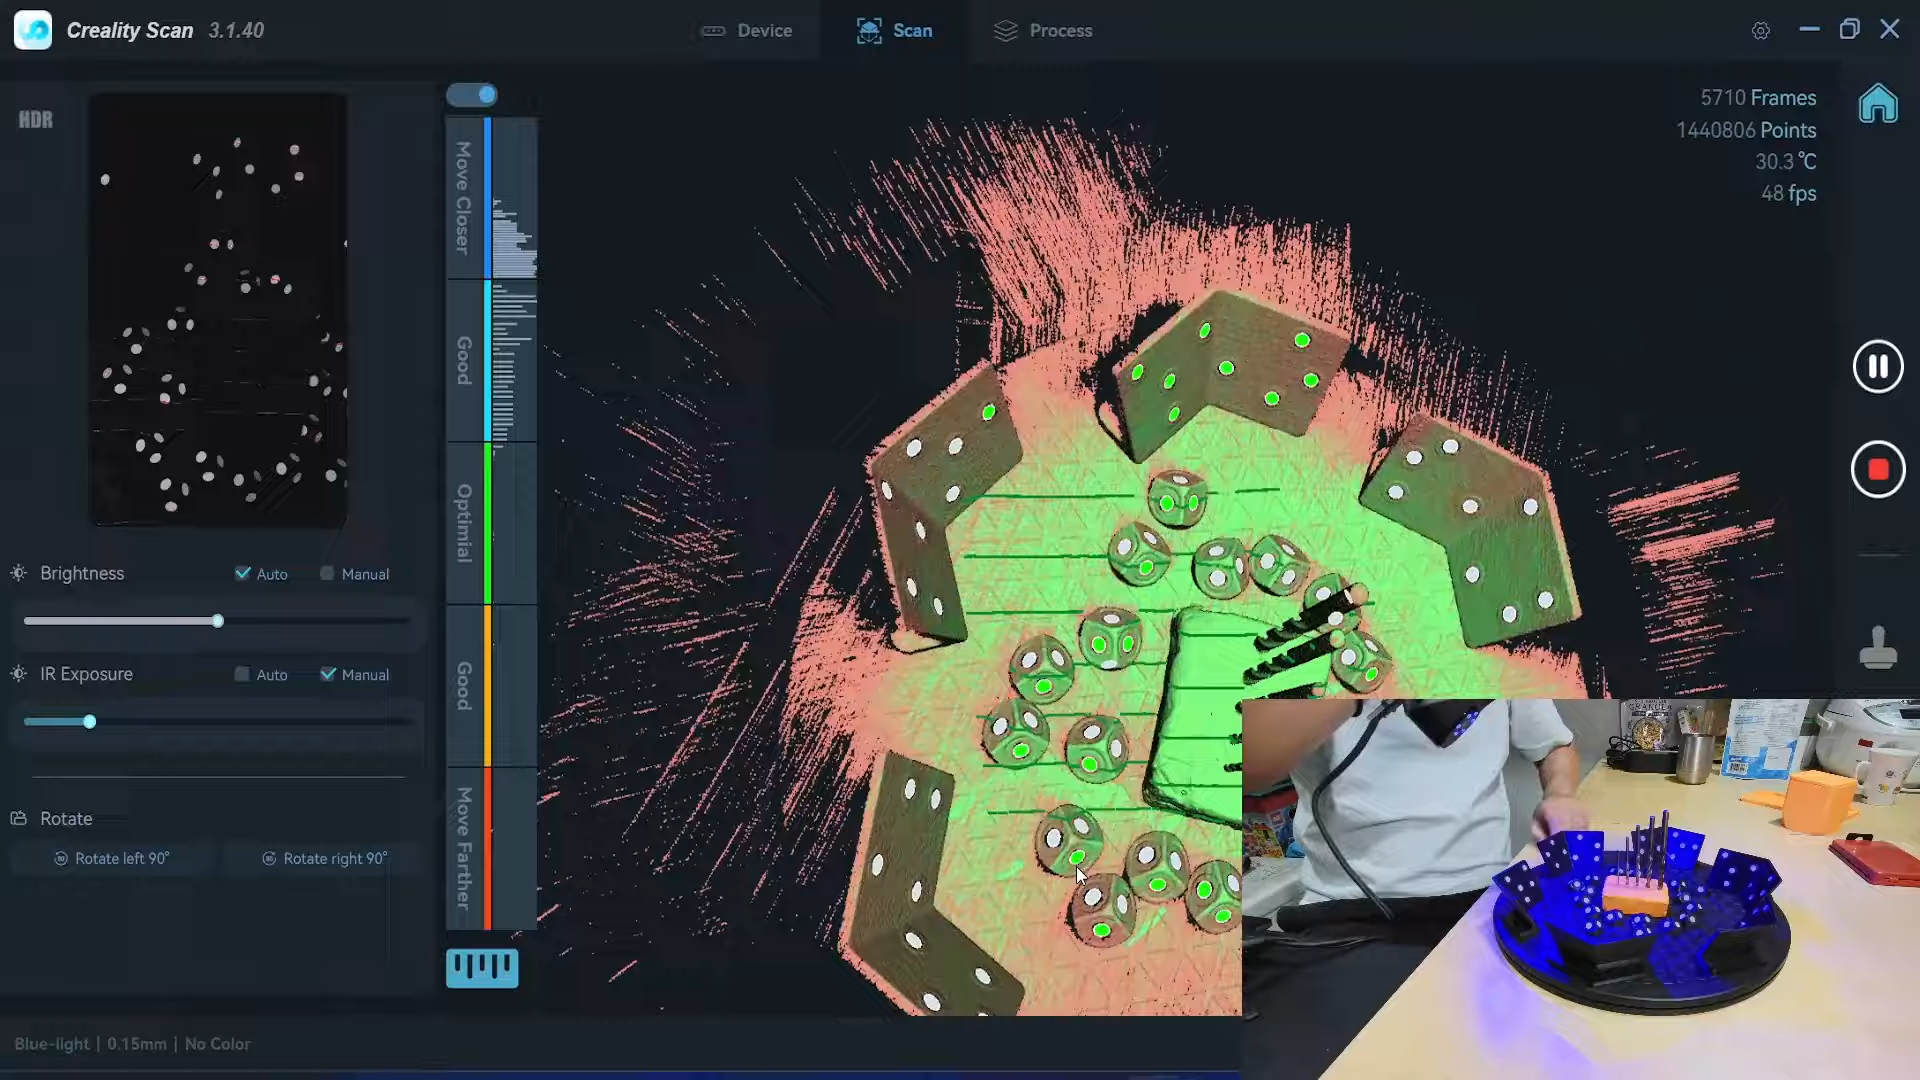 Creality Scan 3.1.40
Device
Scan
Process
HDR
5710 Frames
1440806 Points
30.3 ℃
48 fps
Move Closer
Good
Optimial
Good
Move Farther
Brightness
Auto
Manual
IR Exposure
Auto
Manual
Rotate
Rotate left 90°
Rotate right 90°
Blue-light | 0.15mm | No Color